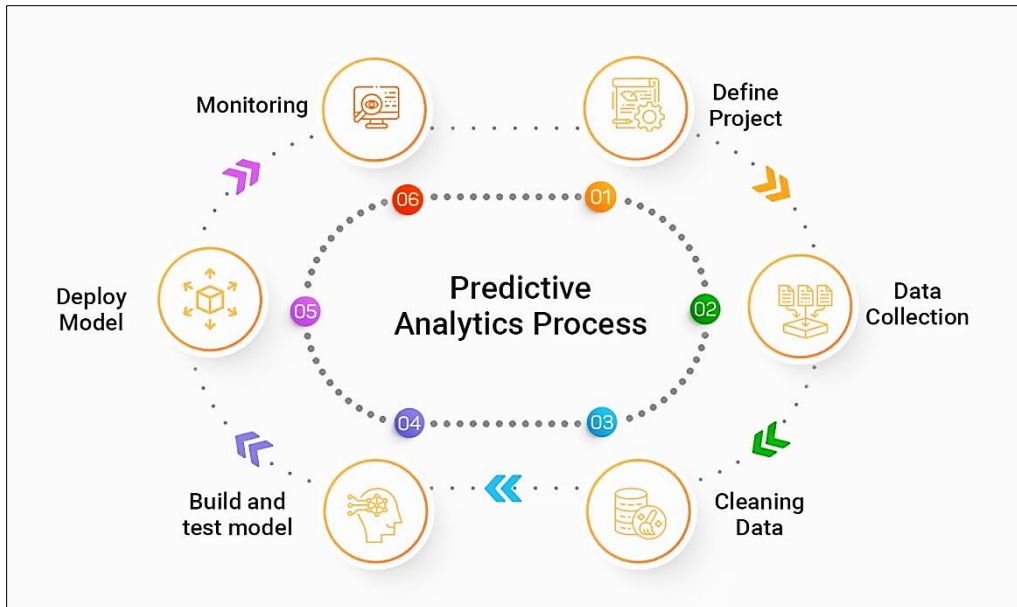 Monitoring
Define
Project
06
01
Predictive
Analytics Process
Deploy
Model
05
02
Data
Collection
04
03
Build and
test model
Cleaning
Data